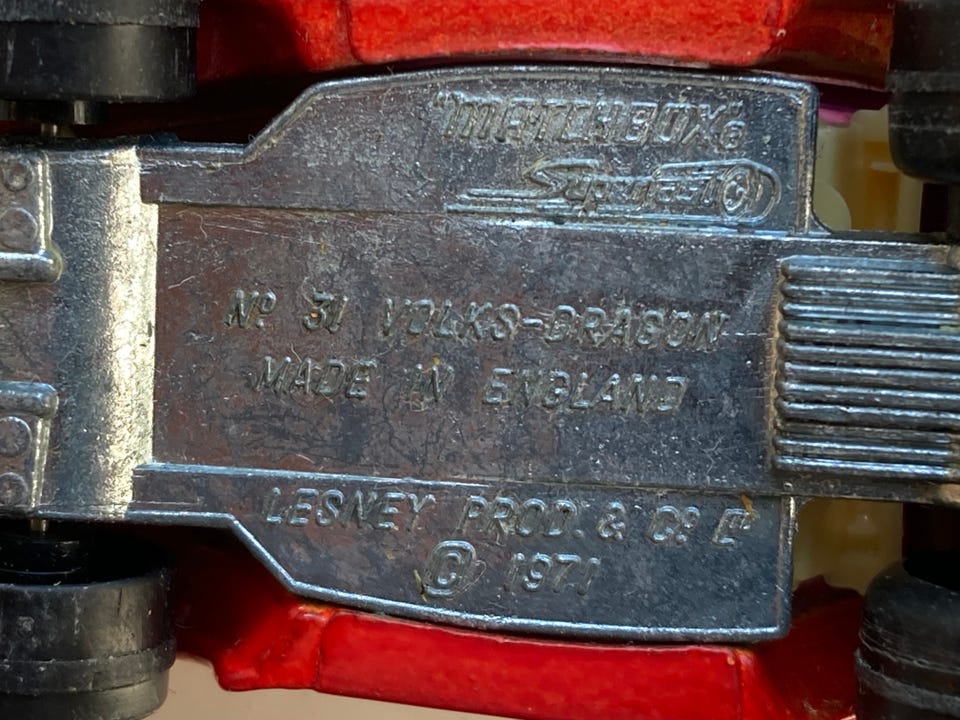 "MATCHBOX"®
Superfast
Nº 31 VOLKS-DRAGON
MADE IN ENGLAND
LESNEY PROD. & Cº. Lᵀᴰ
© 1971